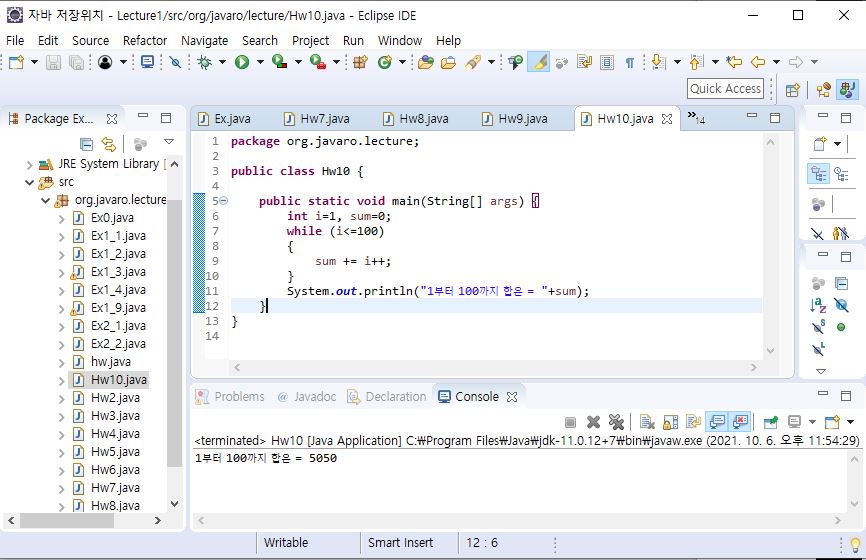 자바 저장위치 - Lecture1/src/org/javaro/lecture/Hw10.java - Eclipse IDE
File Edit Source Refactor Navigate Search Project Run Window Help
Quick Access
Package Ex...
Ex.java Hw7.java Hw8.java Hw9.java Hw10.java »14
JRE System Library [
src
org.javaro.lecture
Ex0.java
Ex1_1.java
Ex1_2.java
Ex1_3.java
Ex1_4.java
Ex1_9.java
Ex2_1.java
Ex2_2.java
hw.java
Hw10.java
Hw2.java
Hw3.java
Hw4.java
Hw5.java
Hw6.java
Hw7.java
Hw8.java
1 package org.javaro.lecture;
2
3 public class Hw10 {
4
5 public static void main(String[] args) {
6 int i=1, sum=0;
7 while (i<=100)
8 {
9 sum += i++;
10 }
11 System.out.println("1부터 100까지 합은 = "+sum);
12 }
13 }
14
Problems @ Javadoc Declaration Console
<terminated> Hw10 [Java Application] C:₩Program Files₩Java₩jdk-11.0.12+7₩bin₩javaw.exe (2021. 10. 6. 오후 11:54:29)
1부터 100까지 합은 = 5050
Writable Smart Insert 12 : 6